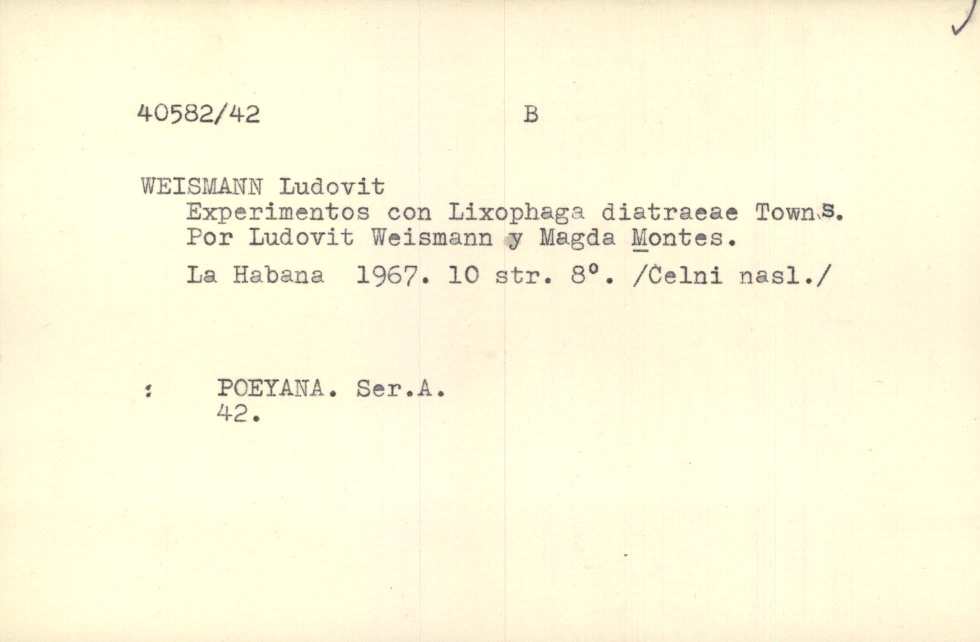 40582/42 B
WEISMANN Ludovit
Experimentos con Lixophaga diatraeae Towns.
Por Ludovit Weismann y Magda Montes.
La Habana 1967. 10 str. 8°. /Čelni nasl./
: POEYANA. Ser.A.
42.